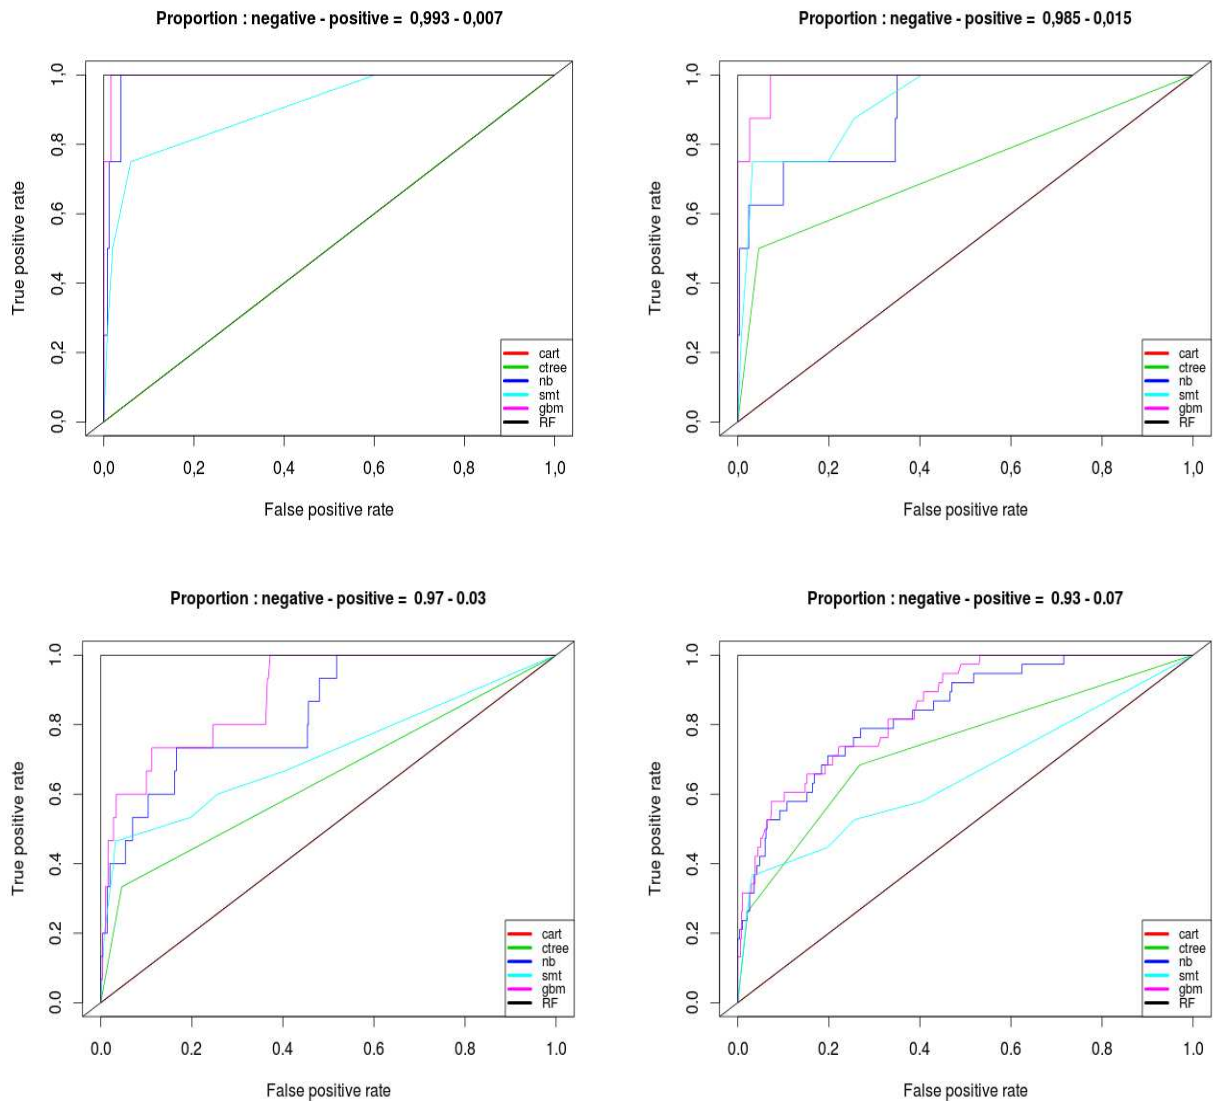 Proportion : negative - positive = 0,993 - 0,007
True positive rate
1,0
0,8
0,6
0,4
0,2
0,0
cart
ctree
nb
smt
gbm
RF
0,0 0,2 0,4 0,6 0,8 1,0
False positive rate
Proportion : negative - positive = 0,985 - 0,015
True positive rate
1,0
0,8
0,6
0,4
0,2
0,0
cart
ctree
nb
smt
gbm
RF
0,0 0,2 0,4 0,6 0,8 1,0
False positive rate
Proportion : negative - positive = 0.97 - 0.03
True positive rate
1.0
0.8
0.6
0.4
0.2
0.0
cart
ctree
nb
smt
gbm
RF
0.0 0.2 0.4 0.6 0.8 1.0
False positive rate
Proportion : negative - positive = 0.93 - 0.07
True positive rate
1.0
0.8
0.6
0.4
0.2
0.0
cart
ctree
nb
smt
gbm
RF
0.0 0.2 0.4 0.6 0.8 1.0
False positive rate